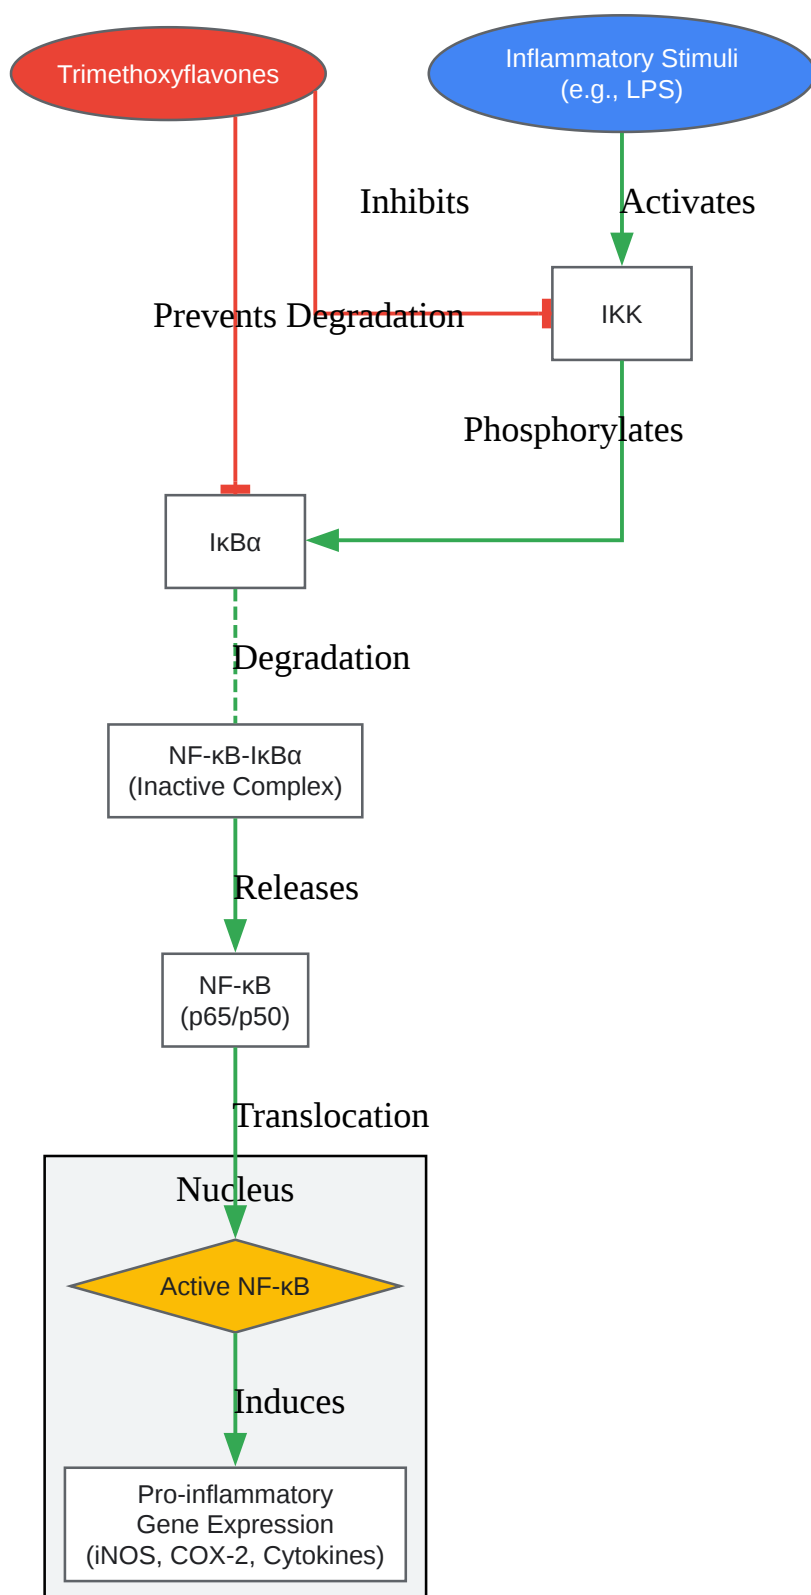 Trimethoxyflavones
Inflammatory Stimuli
(e.g., LPS)
Inhibits
Activates
Prevents Degradation
IKK
Phosphorylates
IκBα
Degradation
NF-κB-IκBα
(Inactive Complex)
Releases
NF-κB
(p65/p50)
Translocation
Nucleus
Active NF-κB
Induces
Pro-inflammatory
Gene Expression
(iNOS, COX-2, Cytokines)